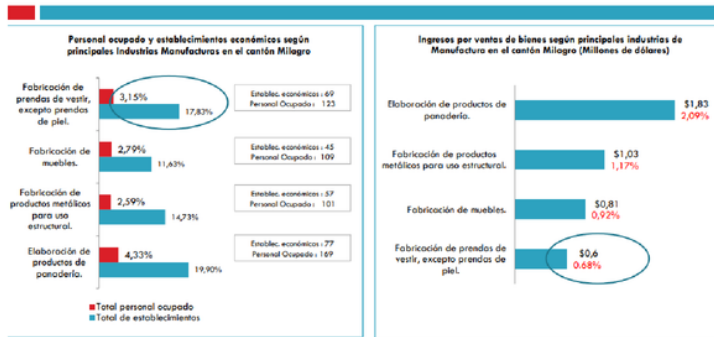 Personal ocupado y establecimientos económicos según
principales Industrias Manufacturas en el cantón Milagro
Fabricación de
prendas de vestir,
excepto prendas
de piel.
3,15%
17,83%
Establec. económicos : 69
Personal Ocupado : 123
Fabricación de
muebles.
2,79%
11,63%
Establec. económicos : 45
Personal Ocupado : 109
Fabricación de
productos metálicos
para uso
estructural.
2,59%
14,73%
Establec. económicos : 57
Personal Ocupado : 101
Elaboración de
productos de
panadería.
4,33%
19,90%
Establec. económicos : 77
Personal Ocupado : 169
Total personal ocupado
Total de establecimientos
Ingresos por ventas de bienes según principales industrias de
Manufactura en el cantón Milagro (Millones de dólares)
Elaboración de productos de
panadería.
$1,83
2,09%
Fabricación de productos
metálicos para uso estructural.
$1,03
1,17%
Fabricación de muebles.
$0,81
0,92%
Fabricación de prendas de
vestir, excepto prendas de
piel.
$0,6
0.68%